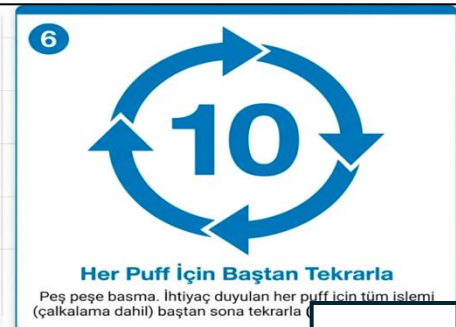 6
10
Her Puff İçin Baştan Tekrarla
Peş peşe basma. İhtiyaç duyulan her puff için tüm işlemi
(çalkalama dahil) baştan sona tekrarla (